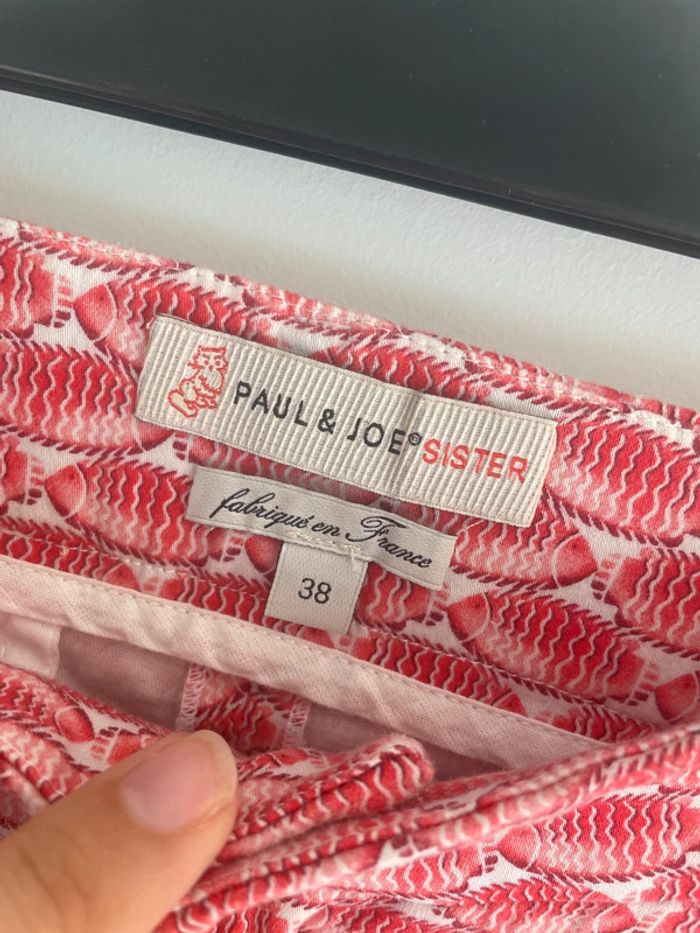 PAUL & JOE® SISTER
fabriqué en France
38